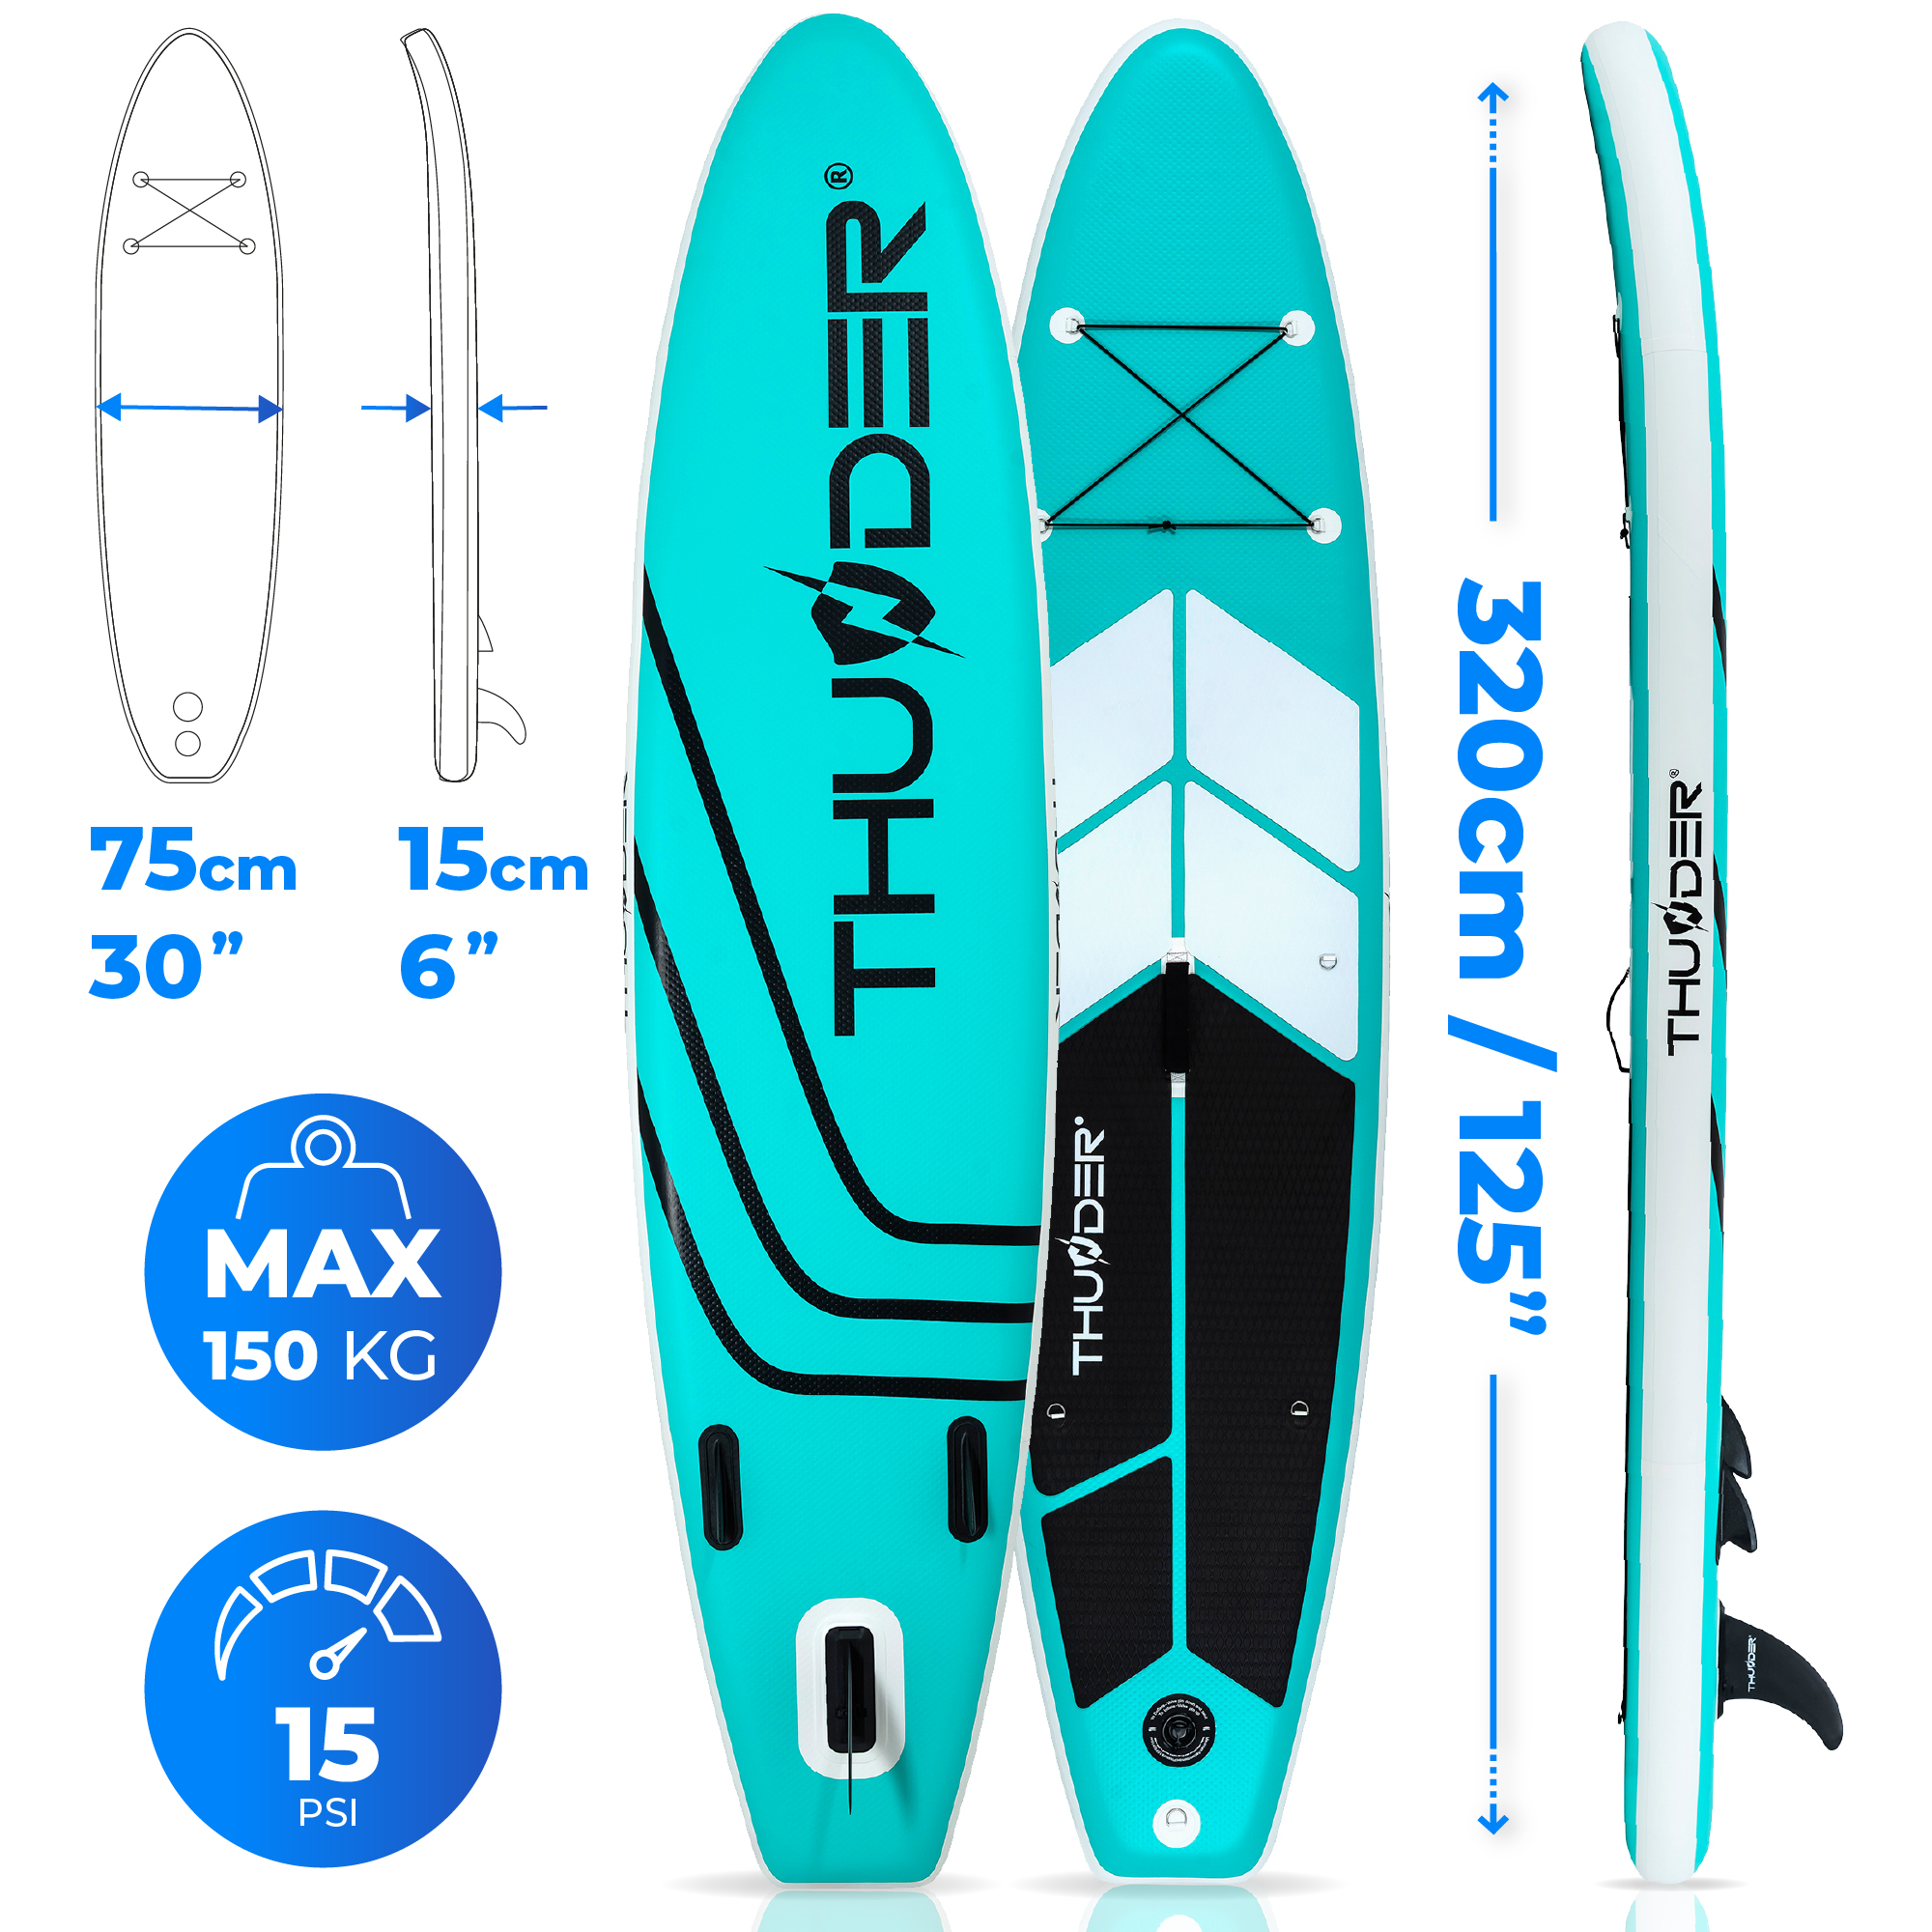 75cm
30”
15cm
6”
MAX
150 KG
15
PSI
THUNDER®
THUNDER
320cm / 125”
THUNDER®
THUNDER